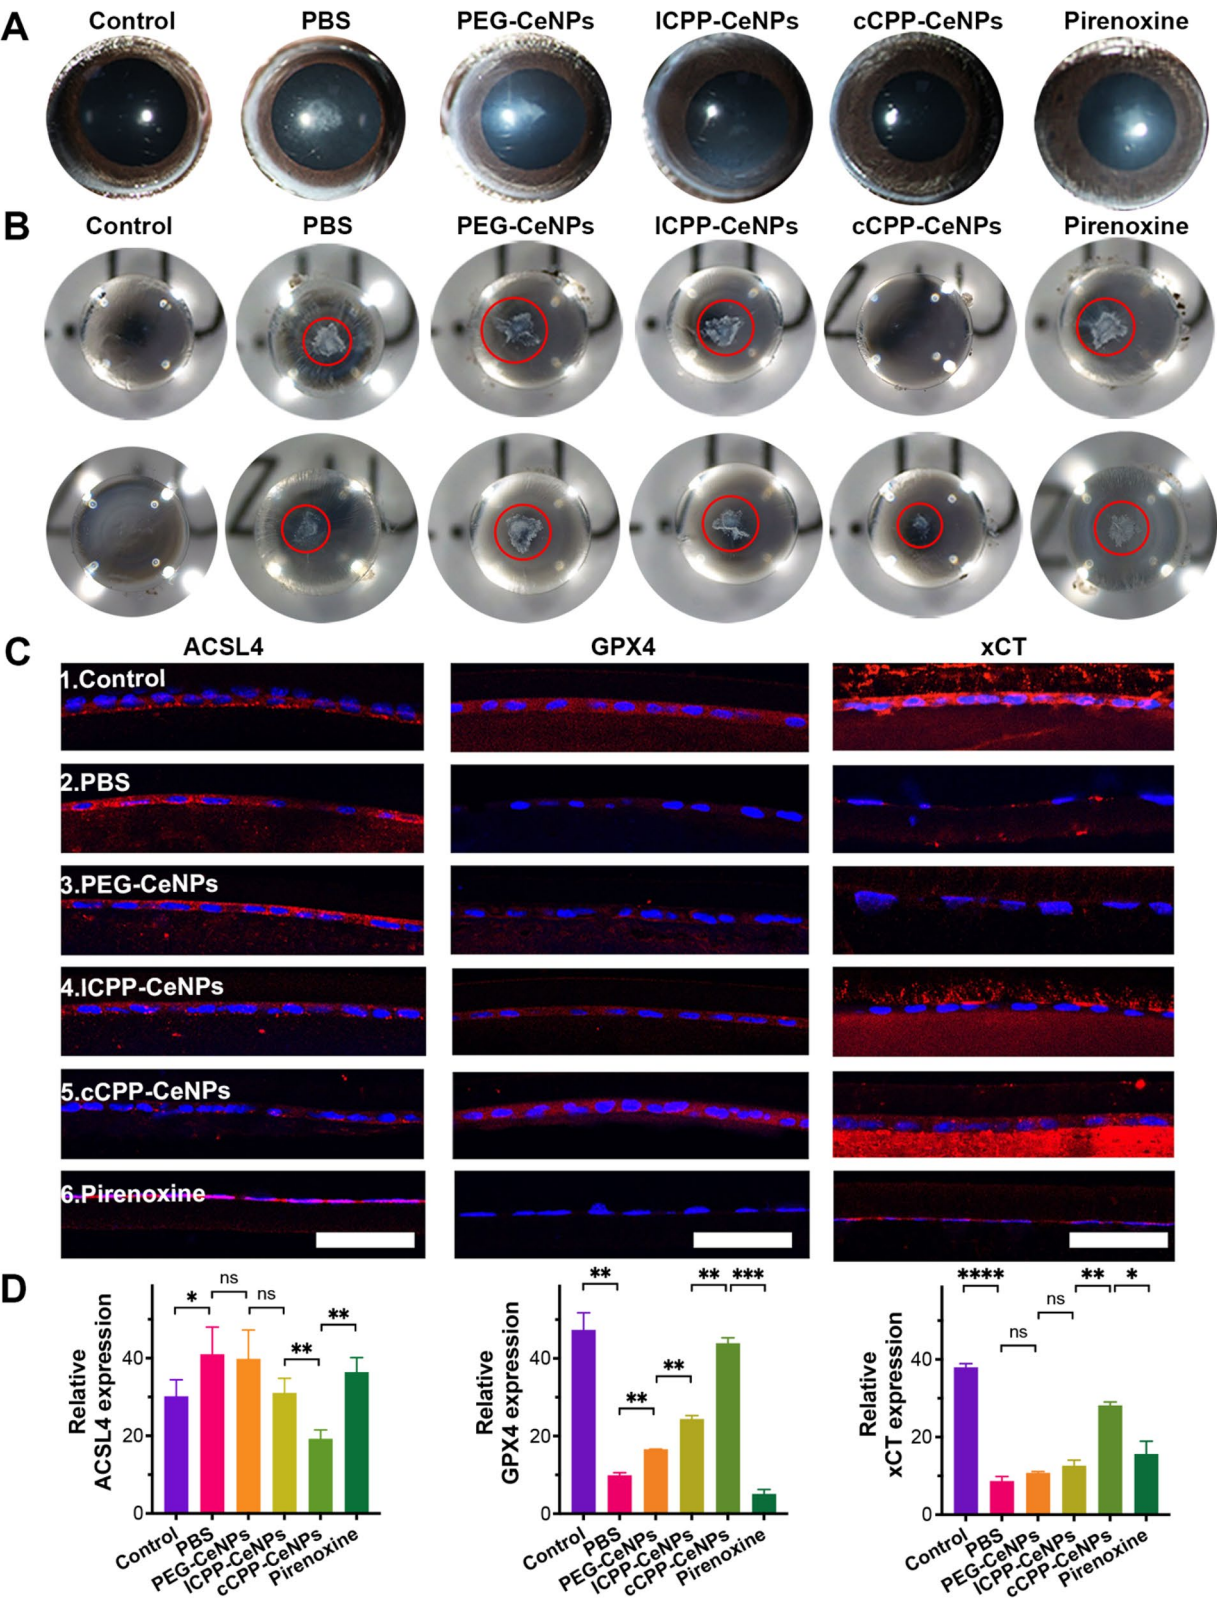 A
Control PBS PEG-CeNPs lCPP-CeNPs cCPP-CeNPs Pirenoxine
B
Control PBS PEG-CeNPs lCPP-CeNPs cCPP-CeNPs Pirenoxine
C
ACSL4 GPX4 xCT
1.Control
2.PBS
3.PEG-CeNPs
4.lCPP-CeNPs
5.cCPP-CeNPs
6.Pirenoxine
D
Relative
ACSL4 expression
40
20
0
* ns ns ** **
Control PBS PEG-CeNPs lCPP-CeNPs cCPP-CeNPs Pirenoxine
Relative
GPX4 expression
40
20
0
** ** ** ** ***
Control PBS PEG-CeNPs lCPP-CeNPs cCPP-CeNPs Pirenoxine
Relative
xCT expression
40
20
0
**** ns ns ** *
Control PBS PEG-CeNPs lCPP-CeNPs cCPP-CeNPs Pirenoxine